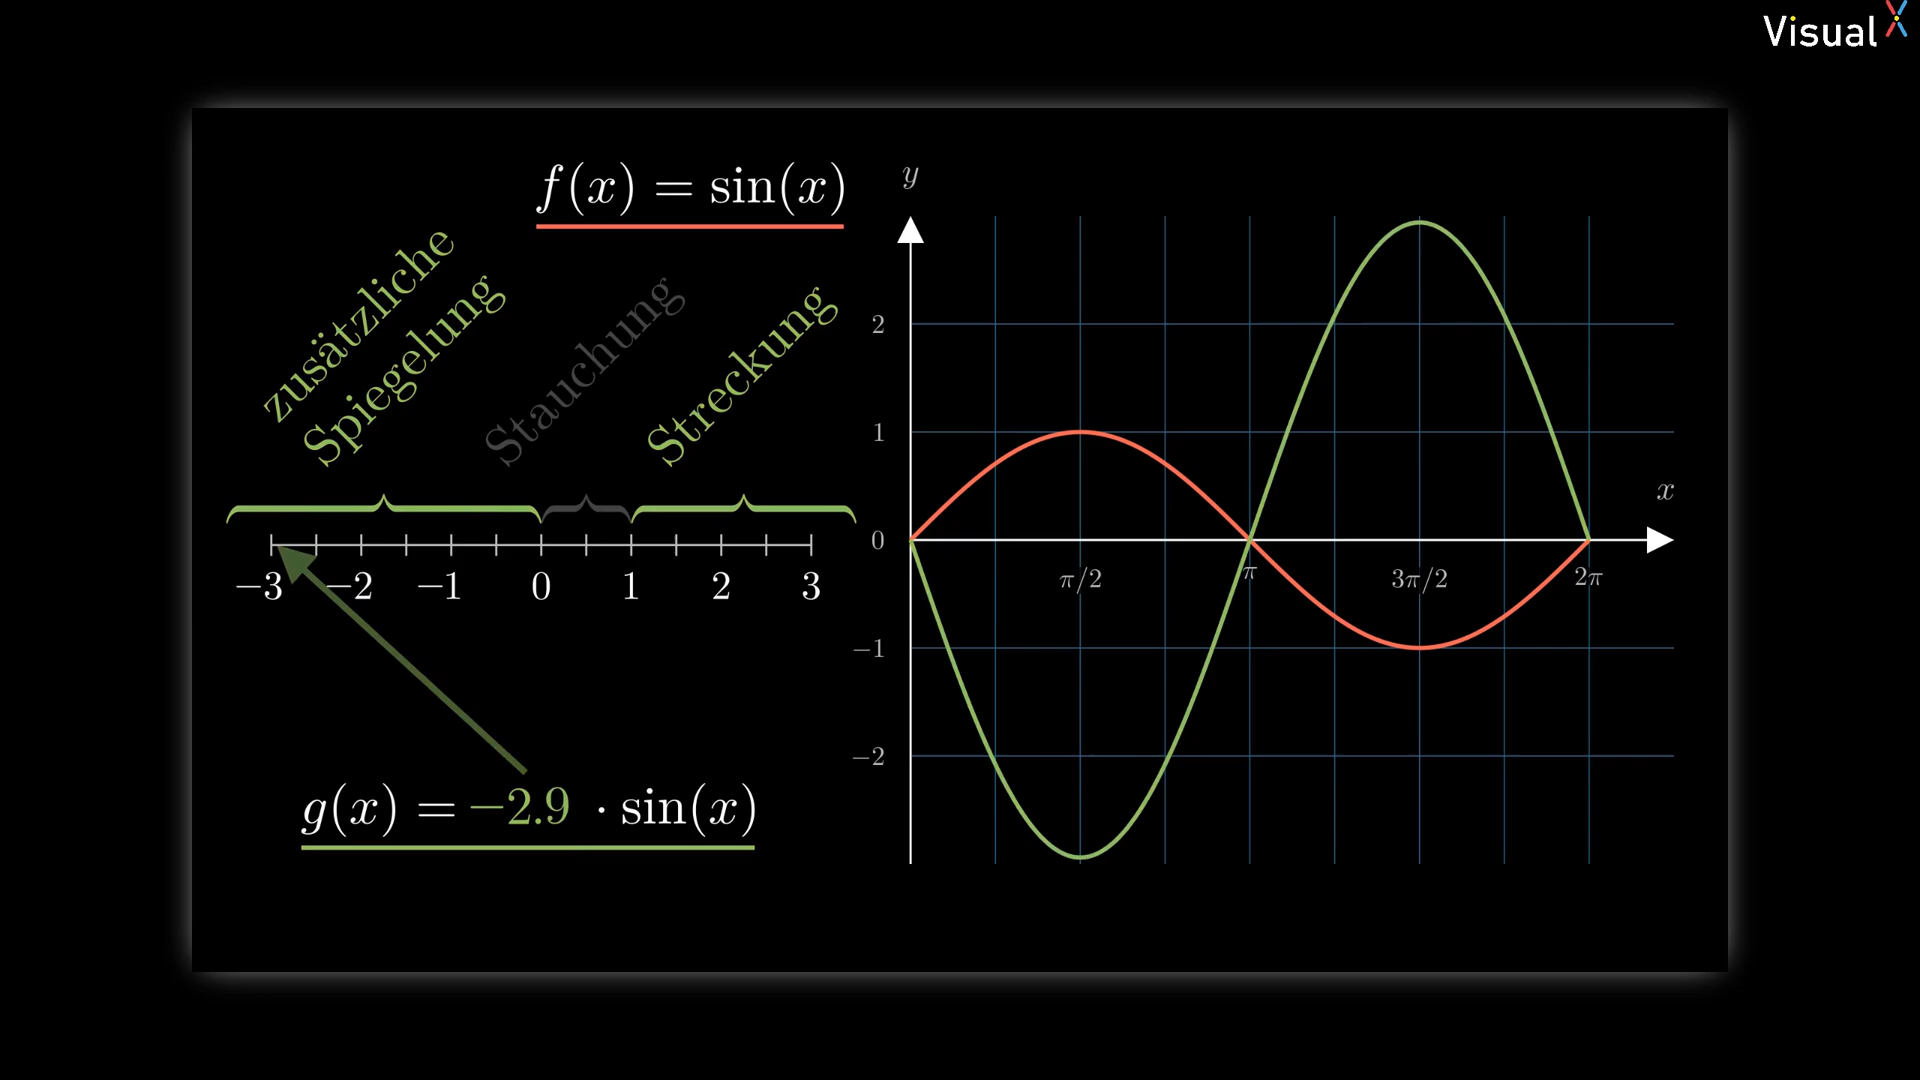 Visual X
f(x) = sin(x)
zusätzliche
Spiegelung
Stauchung
Streckung
−3 −2 −1 0 1 2 3
g(x) = −2.9 · sin(x)
y
2
1
0
−1
−2
x
π/2 π 3π/2 2π